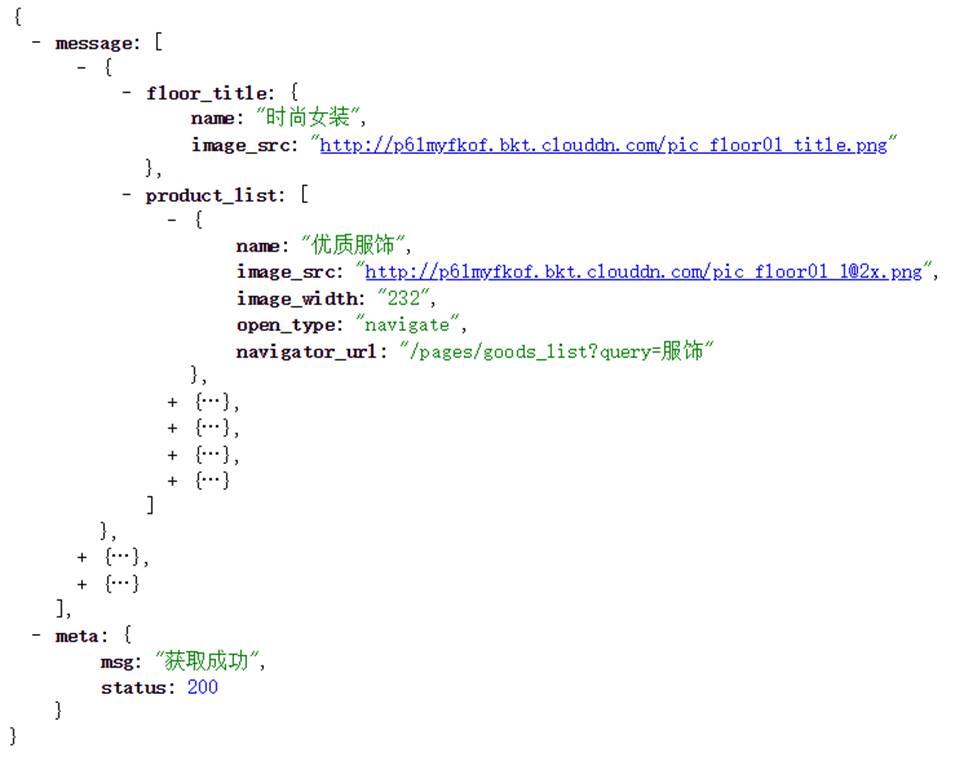 {
- message: [
- {
- floor_title: {
name: "时尚女装",
image_src: "http://p61myfkof.bkt.clouddn.com/pic_floor01_title.png"
},
- product_list: [
- {
name: "优质服饰",
image_src: "http://p61myfkof.bkt.clouddn.com/pic_floor01_1@2x.png",
image_width: "232",
open_type: "navigate",
navigator_url: "/pages/goods_list?query=服饰"
},
+ {…},
+ {…},
+ {…},
+ {…}
]
},
+ {…},
+ {…}
],
- meta: {
msg: "获取成功",
status: 200
}
}